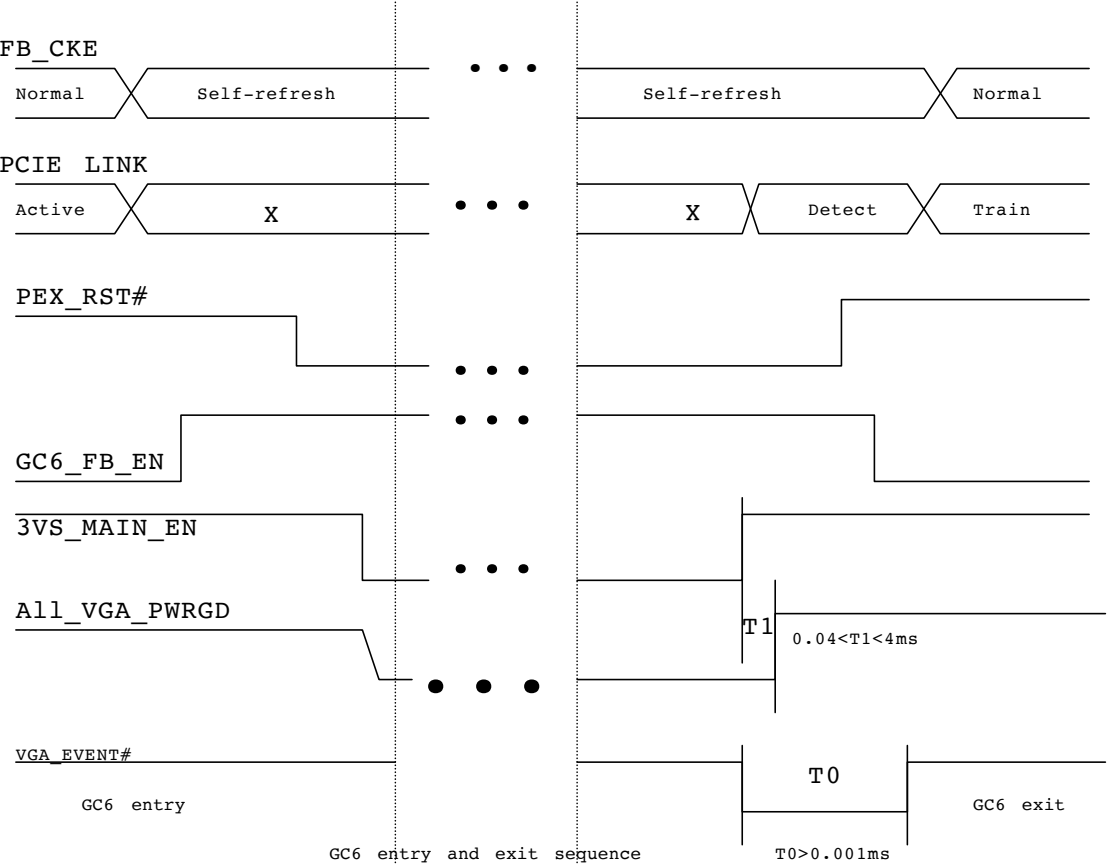 FB_CKE
Normal Self-refresh Self-refresh Normal
PCIE LINK
Active X X Detect Train
PEX_RST#
GC6_FB_EN
3VS_MAIN_EN
All_VGA_PWRGD
T1 0.04<T1<4ms
VGA_EVENT#
T0
GC6 entry GC6 exit
GC6 entry and exit sequence T0>0.001ms